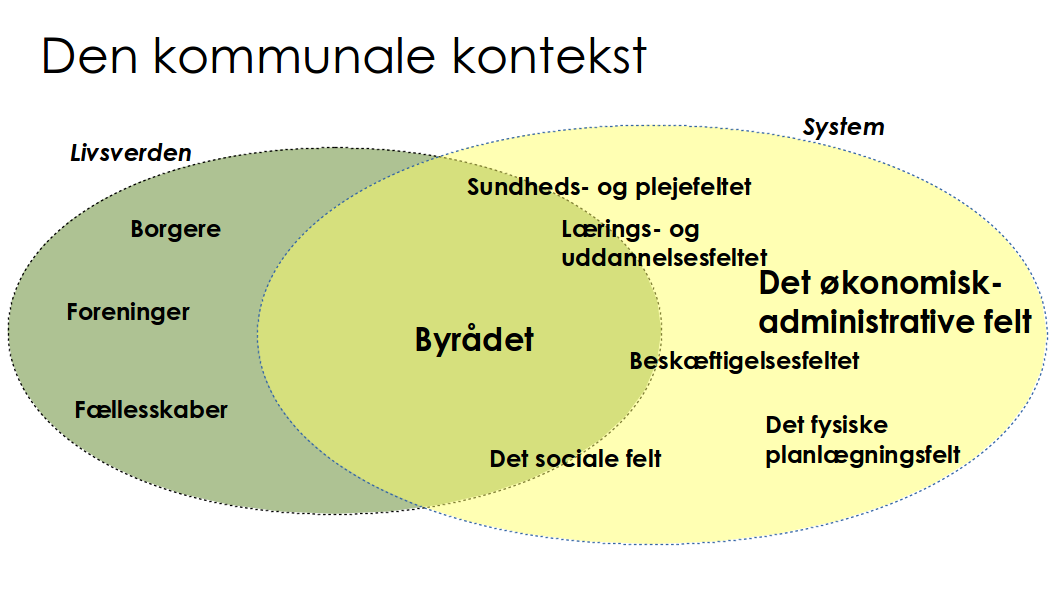 Den kommunale kontekst
System
Livsverden
Sundheds- og plejefeltet
Borgere
Lærings- og
uddannelsesfeltet
Det økonomisk-
administrative felt
Foreninger
Byrådet
Beskæftigelsesfeltet
Fællesskaber
Det fysiske
planlægningsfelt
Det sociale felt